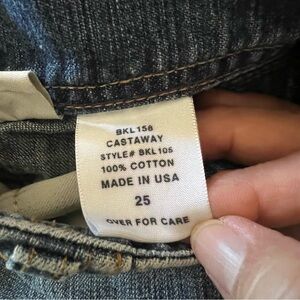 BKL158
CASTAWAY
STYLE# BKL105
100% COTTON
MADE IN USA
25
OVER FOR CARE